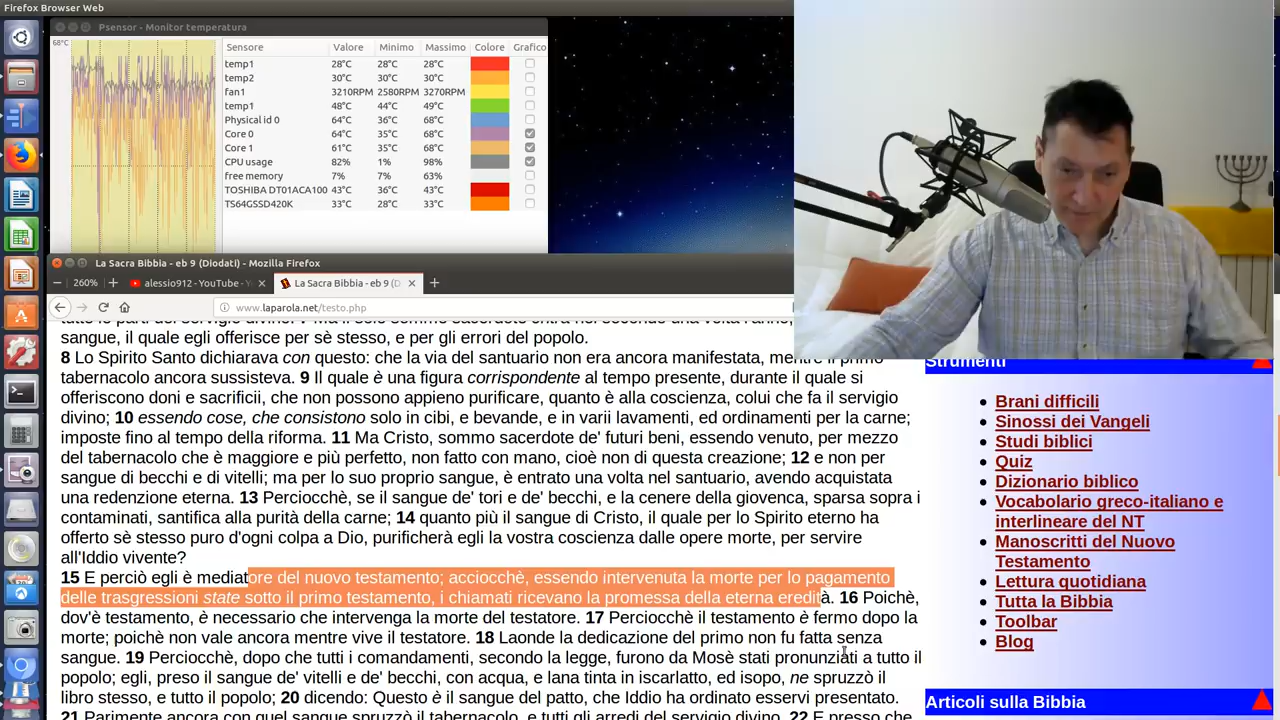 Firefox Browser Web
Psensor - Monitor temperatura
68°C
Sensore Valore Minimo Massimo Colore Grafico
temp1 28°C 28°C 28°C
temp2 30°C 30°C 30°C
fan1 3210RPM 2580RPM 3270RPM
temp1 48°C 44°C 49°C
Physical id 0 64°C 36°C 68°C
Core 0 64°C 35°C 68°C
Core 1 61°C 35°C 68°C
CPU usage 82% 1% 98%
free memory 7% 7% 63%
TOSHIBA DT01ACA100 43°C 36°C 43°C
TS64GSSD420K 33°C 28°C 33°C
La Sacra Bibbia - eb 9 (Diodati) - Mozilla Firefox
260% alessio912 - YouTube - Y La Sacra Bibbia - eb 9 (D
www.laparola.net/testo.php
sangue, il quale egli offerisce per sè stesso, e per gli errori del popolo.
8 Lo Spirito Santo dichiarava con questo: che la via del santuario non era ancora manifestata, mentre il primo
tabernacolo ancora sussisteva. 9 Il quale è una figura corrispondente al tempo presente, durante il quale si
offeriscono doni e sacrificii, che non possono appieno purificare, quanto è alla coscienza, colui che fa il servigio
divino; 10 essendo cose, che consistono solo in cibi, e bevande, e in varii lavamenti, ed ordinamenti per la carne;
imposte fino al tempo della riforma. 11 Ma Cristo, sommo sacerdote de' futuri beni, essendo venuto, per mezzo
del tabernacolo che è maggiore e più perfetto, non fatto con mano, cioè non di questa creazione; 12 e non per
sangue di becchi e di vitelli; ma per lo suo proprio sangue, è entrato una volta nel santuario, avendo acquistata
una redenzione eterna. 13 Perciocchè, se il sangue de' tori e de' becchi, e la cenere della giovenca, sparsa sopra i
contaminati, santifica alla purità della carne; 14 quanto più il sangue di Cristo, il quale per lo Spirito eterno ha
offerto sè stesso puro d'ogni colpa a Dio, purificherà egli la vostra coscienza dalle opere morte, per servire
all'Iddio vivente?
15 E perciò egli è mediatore del nuovo testamento; acciocchè, essendo intervenuta la morte per lo pagamento
delle trasgressioni state sotto il primo testamento, i chiamati ricevano la promessa della eterna eredità. 16 Poichè,
dov'è testamento, è necessario che intervenga la morte del testatore. 17 Perciocchè il testamento è fermo dopo la
morte; poichè non vale ancora mentre vive il testatore. 18 Laonde la dedicazione del primo non fu fatta senza
sangue. 19 Perciocchè, dopo che tutti i comandamenti, secondo la legge, furono da Mosè stati pronunziati a tutto il
popolo; egli, preso il sangue de' vitelli e de' becchi, con acqua, e lana tinta in iscarlatto, ed isopo, ne spruzzò il
libro stesso, e tutto il popolo; 20 dicendo: Questo è il sangue del patto, che Iddio ha ordinato esservi presentato.
21 Parimente ancora con quel sangue spruzzò il tabernacolo, e tutti gli arredi del servigio divino. 22 E presso che
Strumenti
Brani difficili
Sinossi dei Vangeli
Studi biblici
Quiz
Dizionario biblico
Vocabolario greco-italiano e
interlineare del NT
Manoscritti del Nuovo
Testamento
Lettura quotidiana
Tutta la Bibbia
Toolbar
Blog
Articoli sulla Bibbia